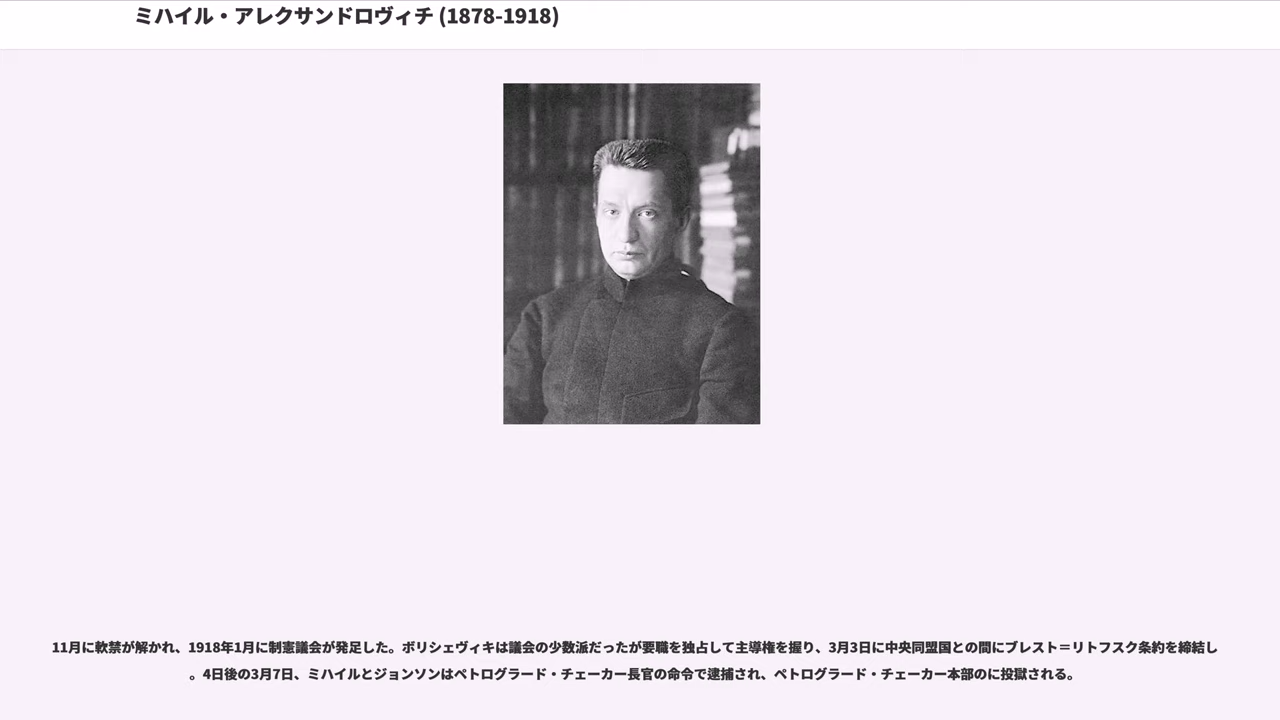 ミハイル・アレクサンドロヴィチ (1878-1918)
11月に軟禁が解かれ、1918年1月に制憲議会が発足した。ボリシェヴィキは議会の少数派だったが要職を独占して主導権を握り、3月3日に中央同盟国との間にブレスト＝リトフスク条約を締結し
。4日後の3月7日、ミハイルとジョンソンはペトログラード・チェーカー長官の命令で逮捕され、ペトログラード・チェーカー本部のに投獄される。